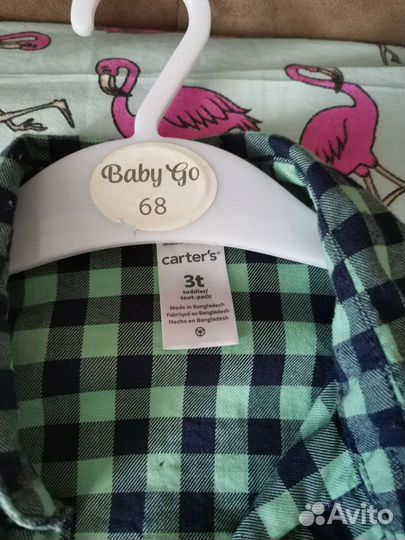 Baby Go
68
carter's®
3t
toddler/
tout-petit
Made in Bangladesh
Fabriqué au Bangladesh
Hecho en Bangladesh
Avito